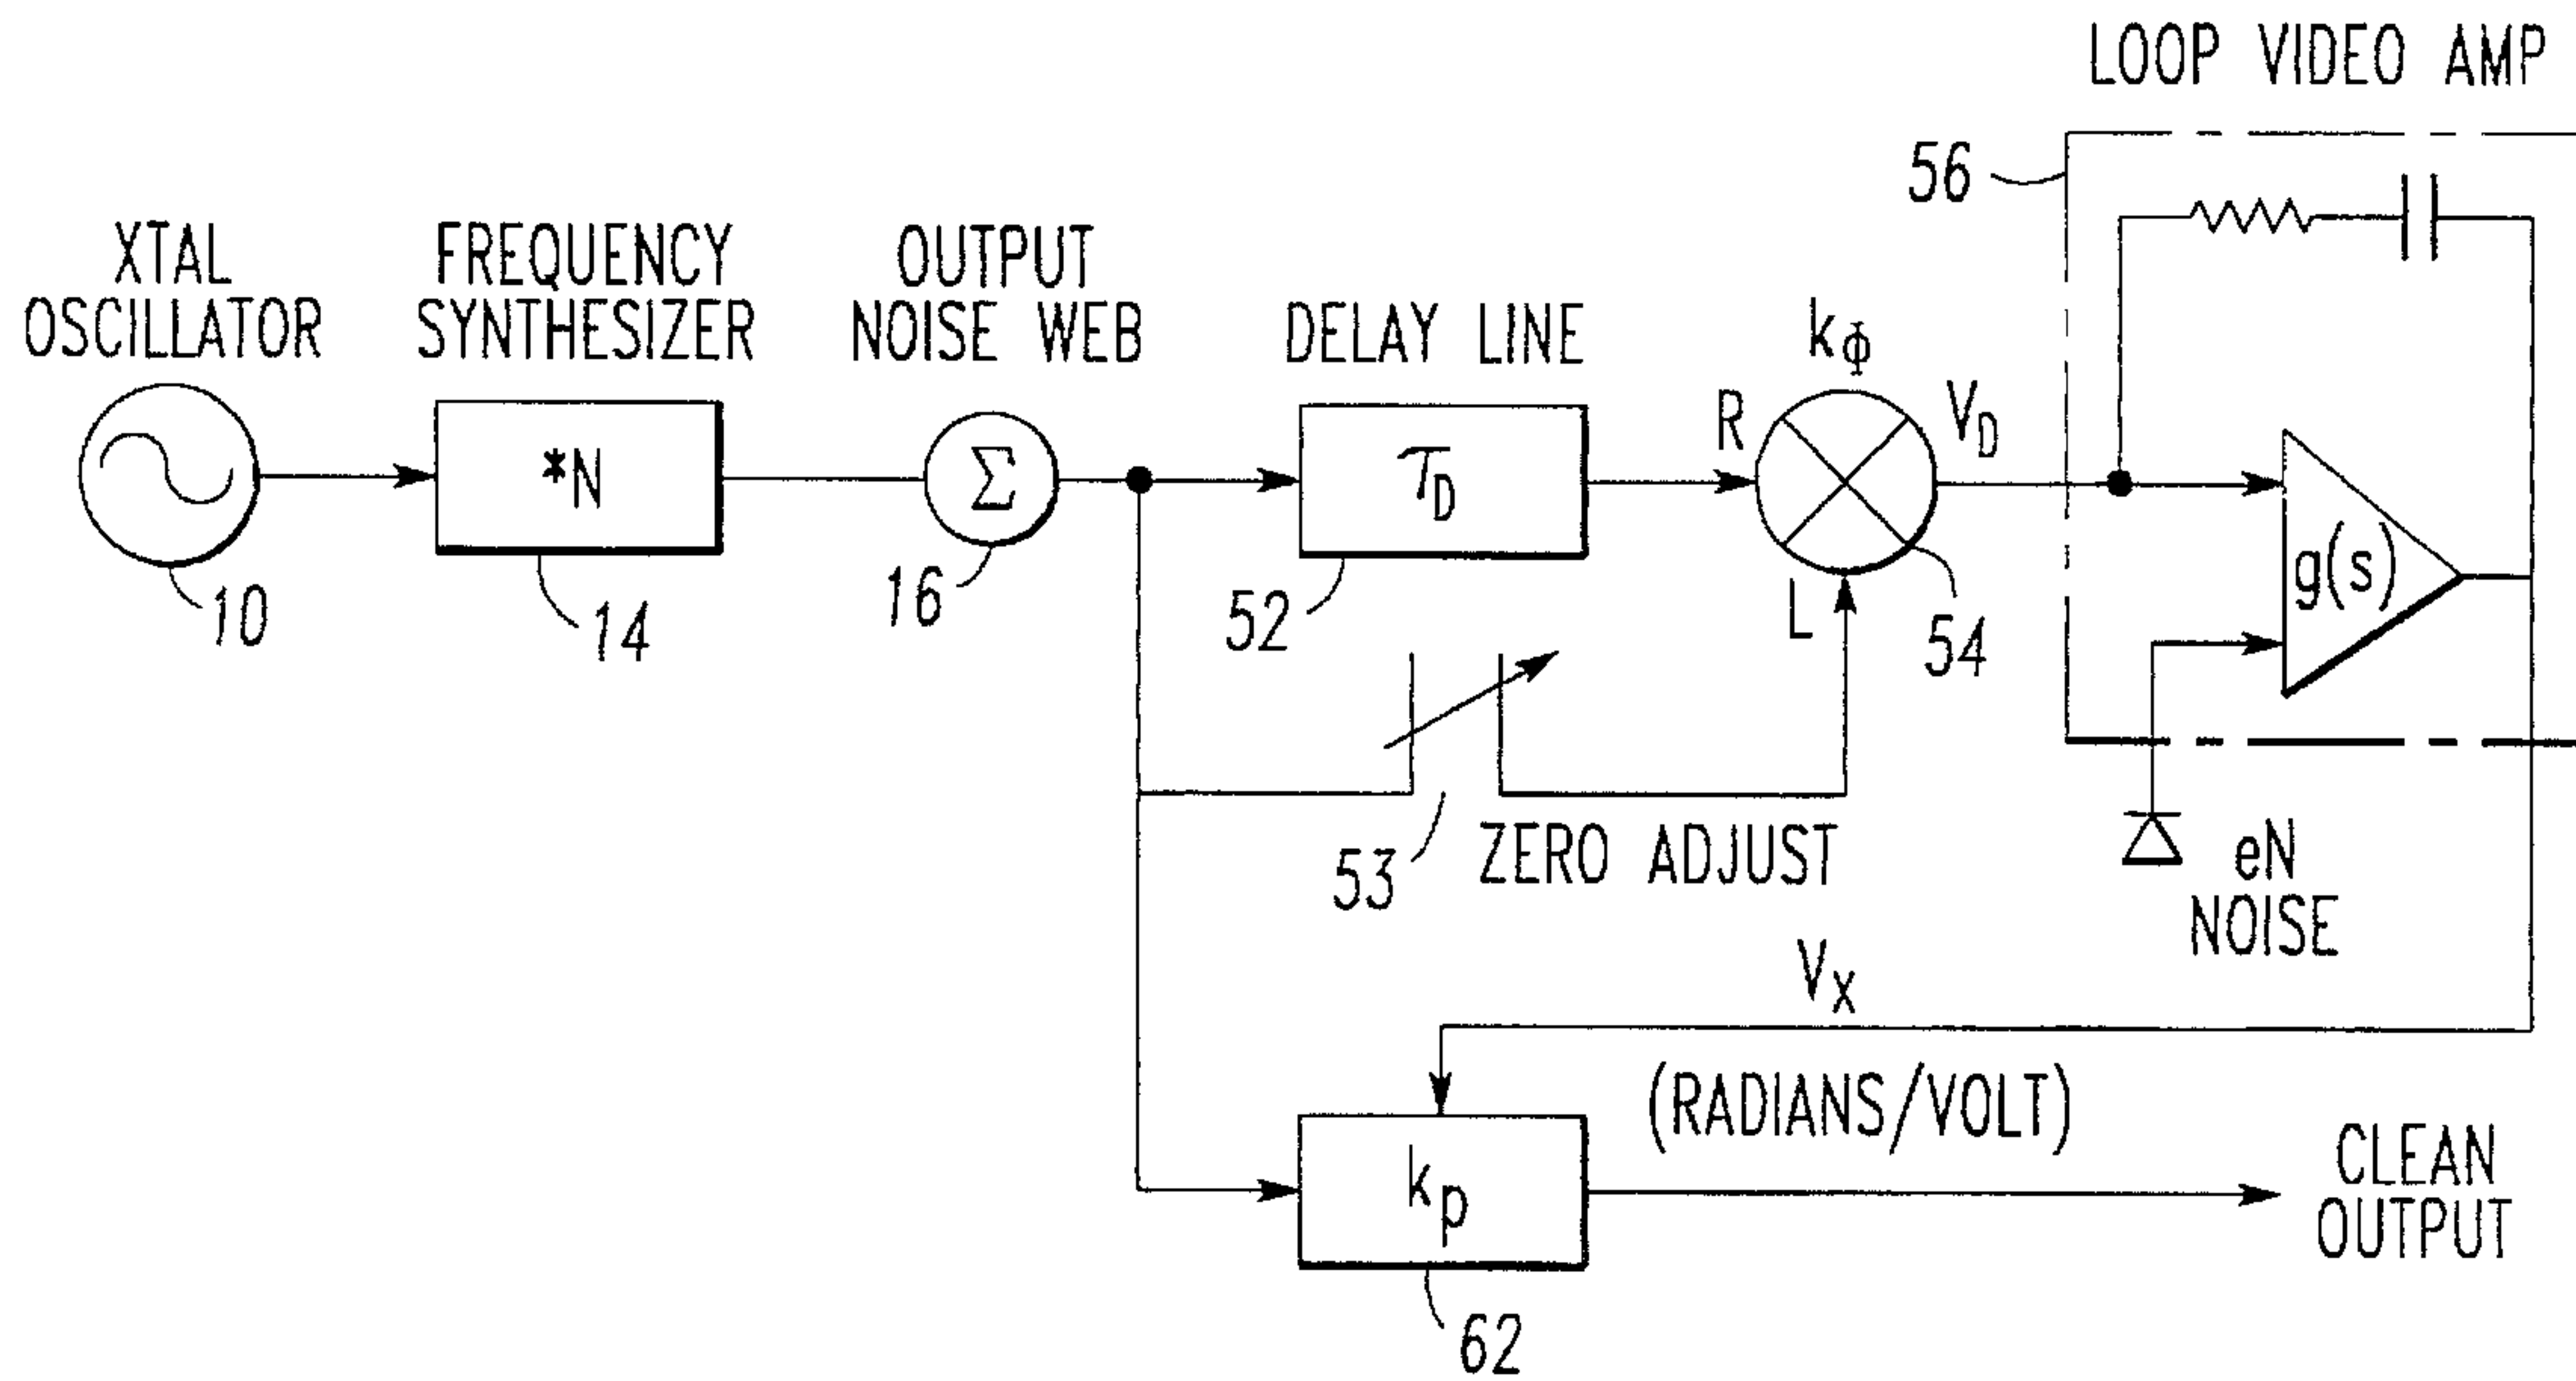 LOOP VIDEO AMP
56
XTAL
OSCILLATOR
FREQUENCY
SYNTHESIZER
OUTPUT
NOISE WEB
DELAY LINE
kΦ
*N
Σ
τD
R
L
VD
g(s)
10
14
16
52
54
53
ZERO ADJUST
eN
NOISE
VX
(RADIANS/VOLT)
kp
CLEAN
OUTPUT
62